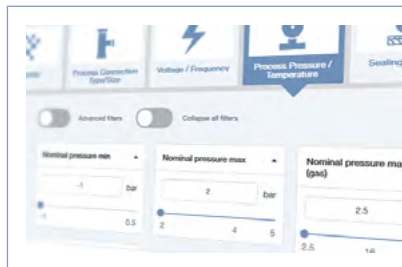 Process Connection
Type/Size
Voltage / Frequency
Process Pressure /
Temperature
Sealing
Advanced filters
Collapse all filters
Nominal pressure min
-1
bar
-1
0.5
Nominal pressure max
2
bar
2
4
5
Nominal pressure ma
(gas)
2.5
2.5
16